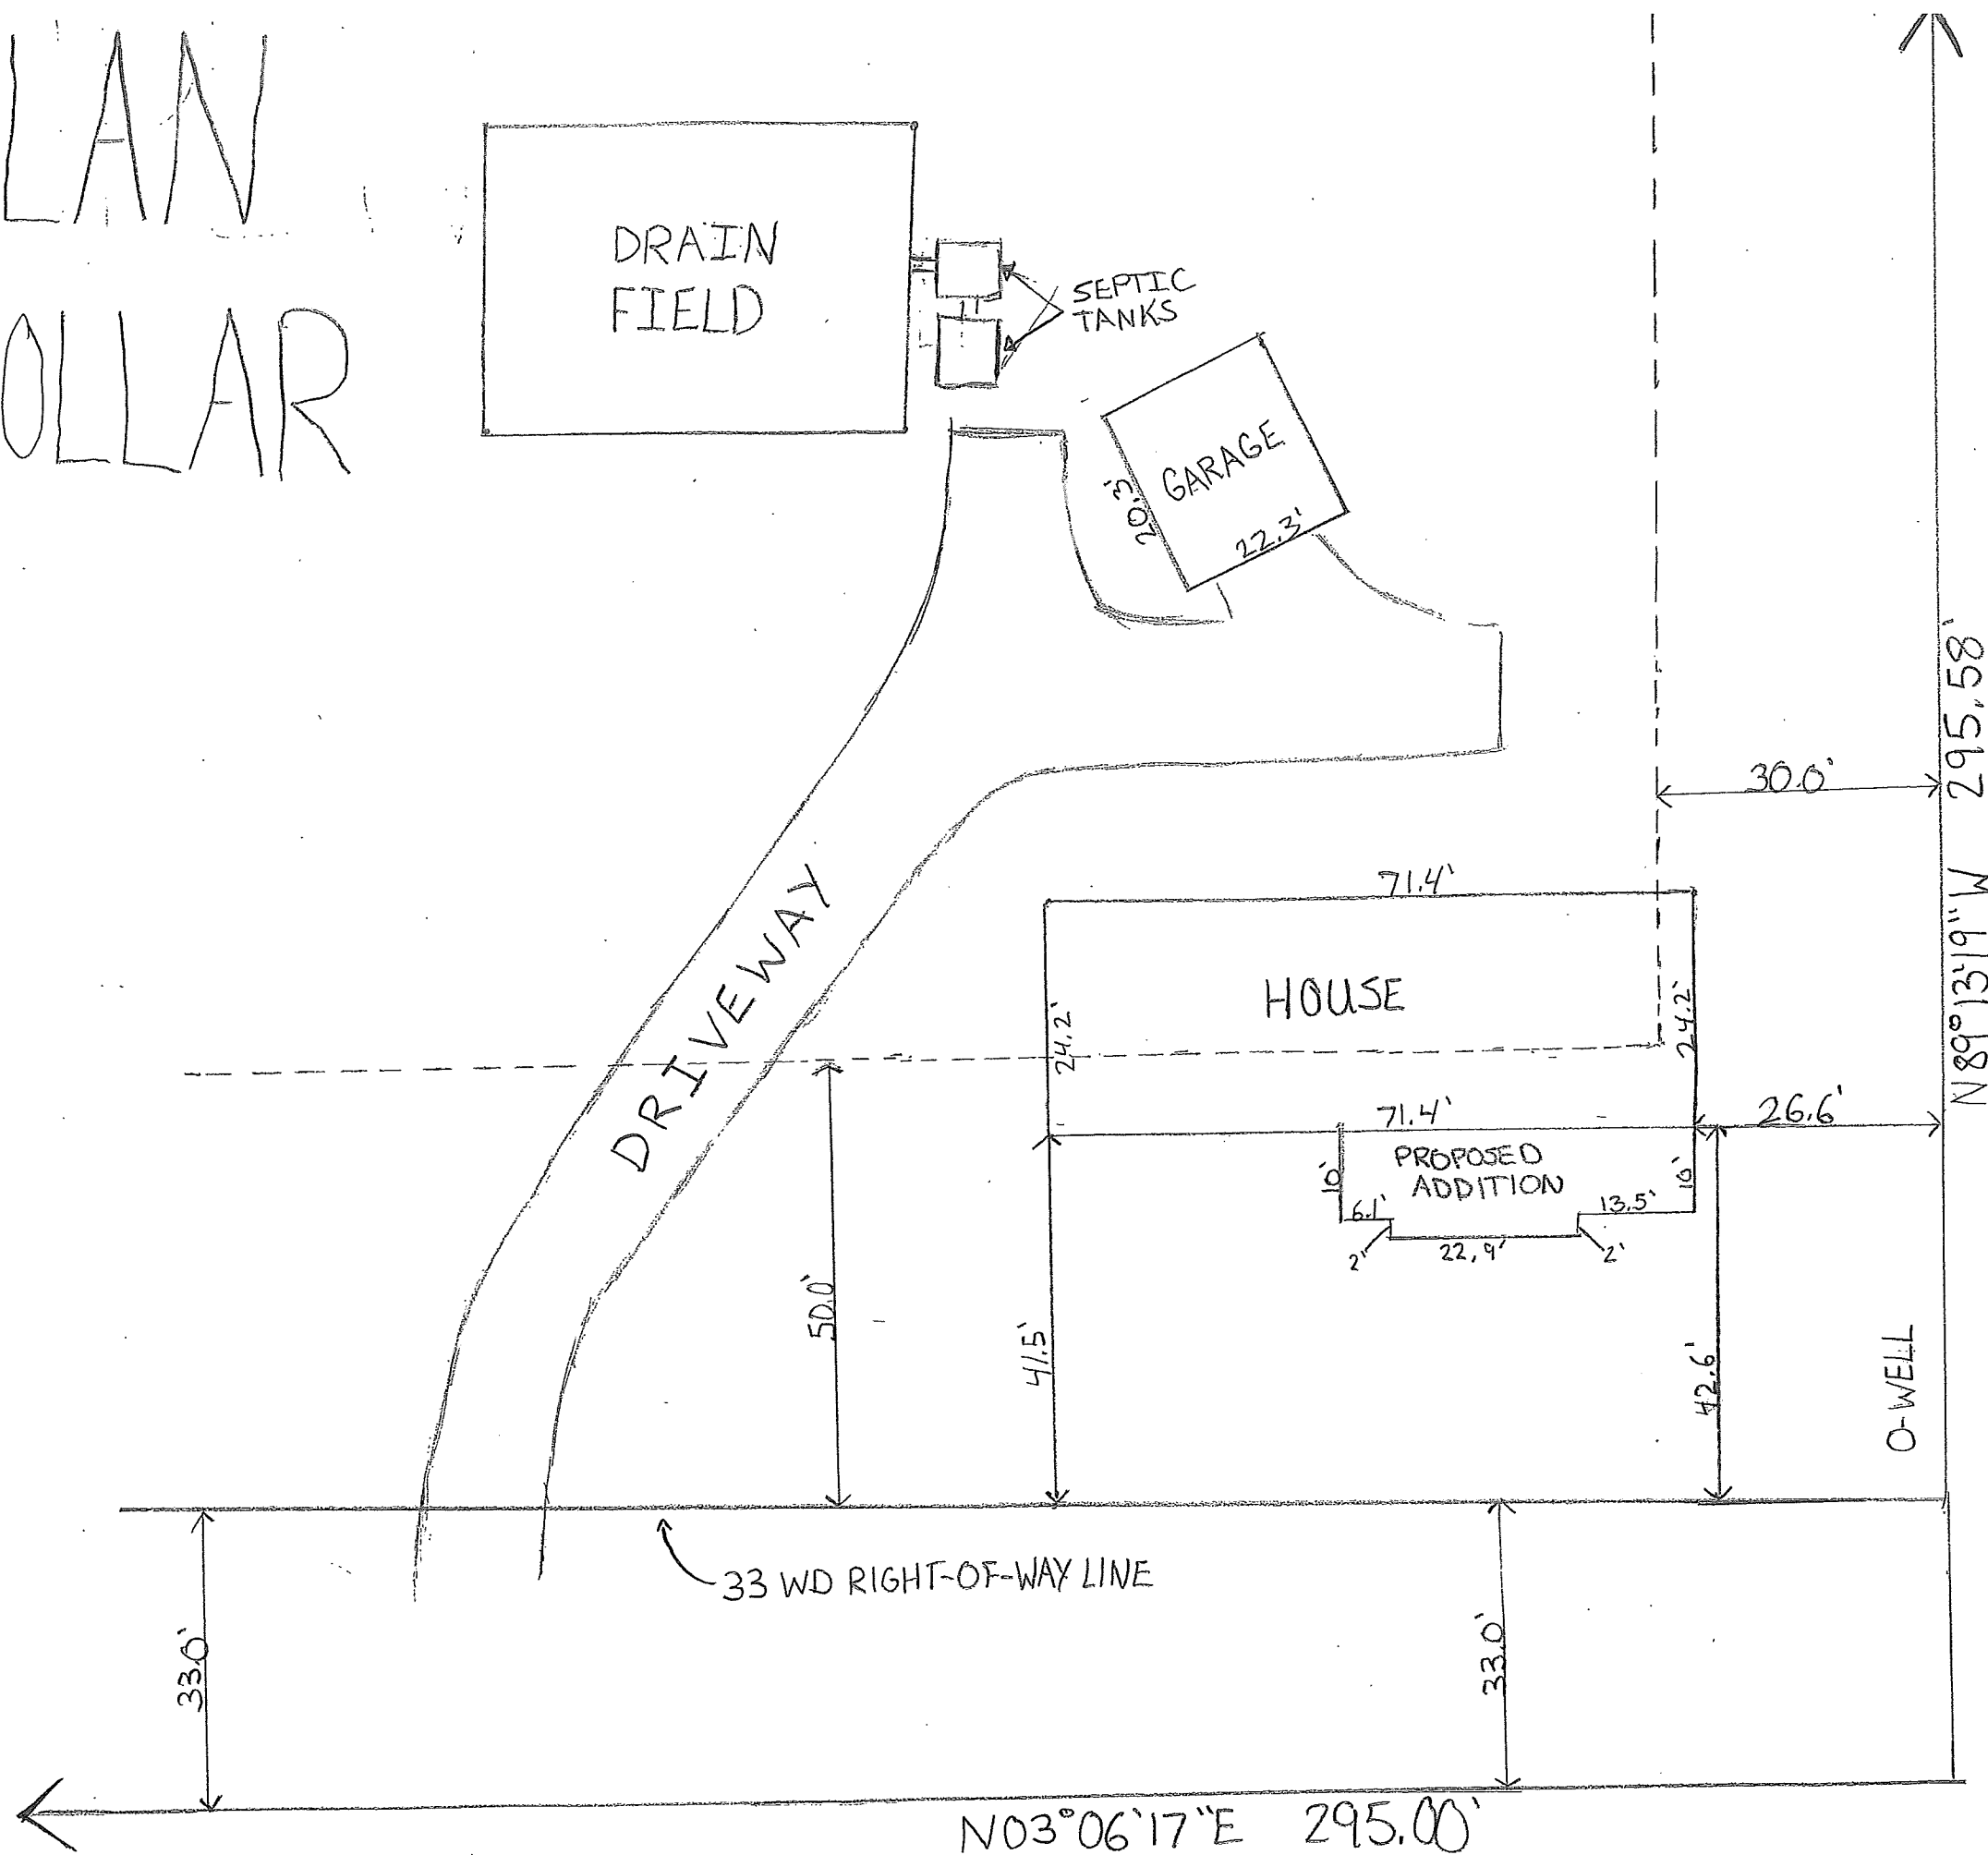 LAN
OLLAR
DRAIN
FIELD
SEPTIC
TANKS
GARAGE
20.3'
22.3'
295.58'
N89°13'19"W
30.0'
71.4'
HOUSE
24.2'
24.2'
DRIVEWAY
71.4'
26.6'
PROPOSED
ADDITION
10'
10'
6.1'
13.5'
2'
22.9'
2'
50.0'
41.5'
42.6'
O-WELL
33 WD RIGHT-OF-WAY LINE
33.0'
33.0'
N03°06'17"E 295.00'